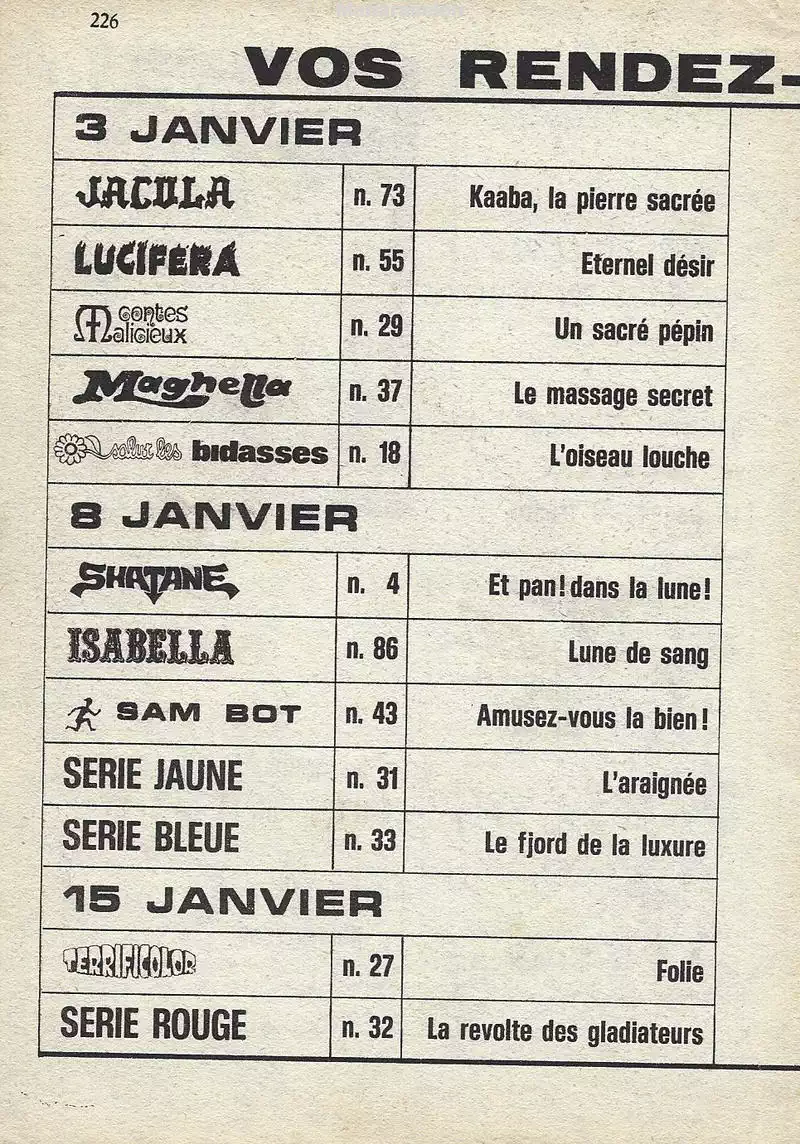 226
VOS RENDEZ-
3 JANVIER
JACULA n. 73 Kaaba, la pierre sacrée
LUCIFERA n. 55 Eternel désir
Contes Malicieux n. 29 Un sacré pépin
Maghella n. 37 Le massage secret
salut les bidasses n. 18 L'oiseau louche
8 JANVIER
SHATANE n. 4 Et pan! dans la lune!
ISABELLA n. 86 Lune de sang
SAM BOT n. 43 Amusez-vous la bien!
SERIE JAUNE n. 31 L'araignée
SERIE BLEUE n. 33 Le fjord de la luxure
15 JANVIER
TERRIFICOLOR n. 27 Folie
SERIE ROUGE n. 32 La revolte des gladiateurs